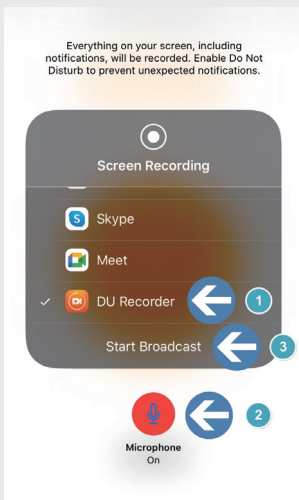 Everything on your screen, including
notifications, will be recorded. Enable Do Not
Disturb to prevent unexpected notifications.
Screen Recording
S Skype
Meet
DU Recorder 1
Start Broadcast 3
2
Microphone
On